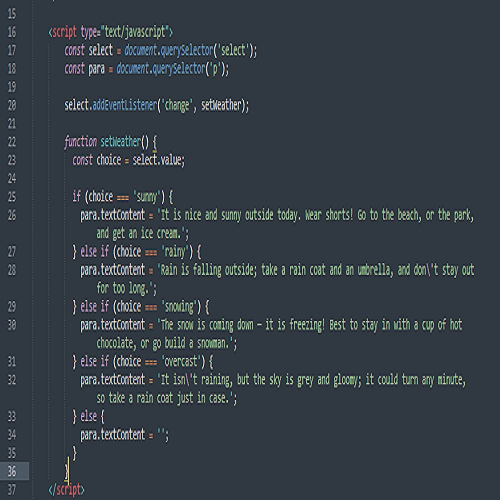 15
16 <script type="text/javascript">
17 const select = document.querySelector('select');
18 const para = document.querySelector('p');
19
20 select.addEventListener('change', setWeather);
21
22 function setWeather() {
23 const choice = select.value;
24
25 if (choice === 'sunny') {
26 para.textContent = 'It is nice and sunny outside today. Wear shorts! Go to the beach, or the park,
and get an ice cream.';
27 } else if (choice === 'rainy') {
28 para.textContent = 'Rain is falling outside; take a rain coat and an umbrella, and don\'t stay out
for too long.';
29 } else if (choice === 'snowing') {
30 para.textContent = 'The snow is coming down — it is freezing! Best to stay in with a cup of hot
chocolate, or go build a snowman.';
31 } else if (choice === 'overcast') {
32 para.textContent = 'It isn\'t raining, but the sky is grey and gloomy; it could turn any minute,
so take a rain coat just in case.';
33 } else {
34 para.textContent = '';
35 }
36 }
37 </script>